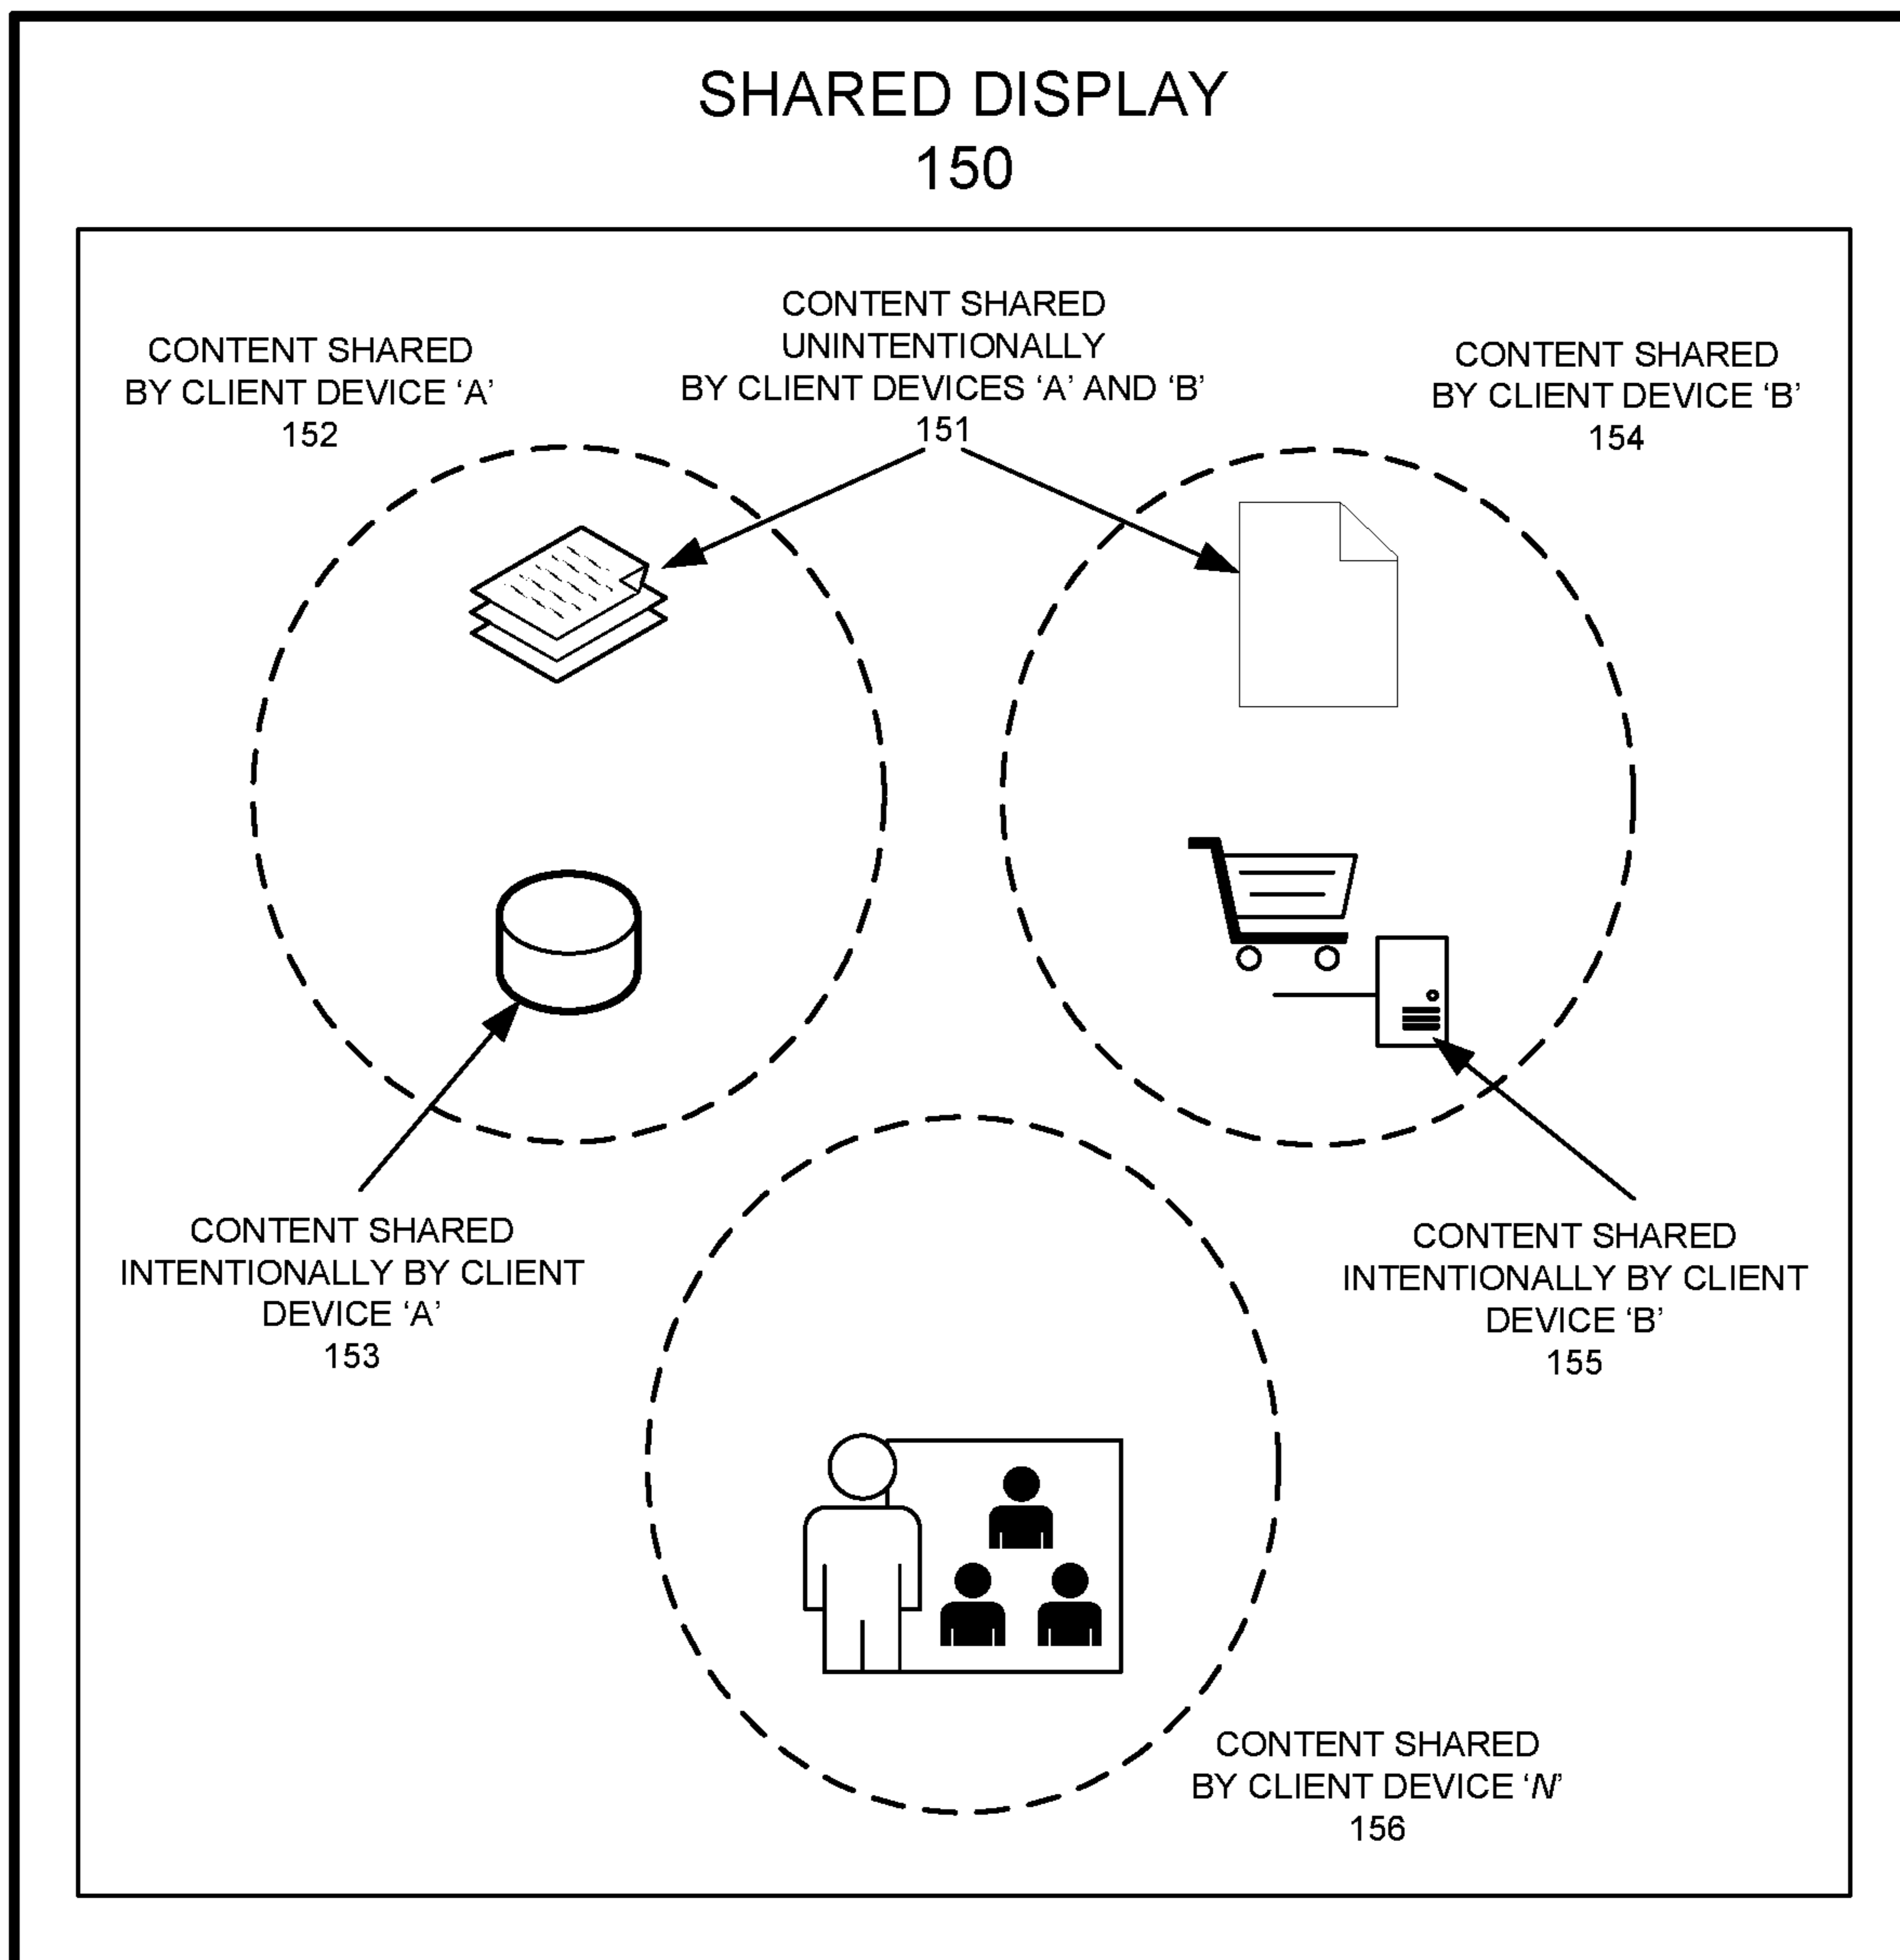 SHARED DISPLAY
150
CONTENT SHARED
BY CLIENT DEVICE ‘A’
152
CONTENT SHARED
UNINTENTIONALLY
BY CLIENT DEVICES ‘A’ AND ‘B’
151
CONTENT SHARED
BY CLIENT DEVICE ‘B’
154
CONTENT SHARED
INTENTIONALLY BY CLIENT
DEVICE ‘A’
153
CONTENT SHARED
INTENTIONALLY BY CLIENT
DEVICE ‘B’
155
CONTENT SHARED
BY CLIENT DEVICE ‘N’
156